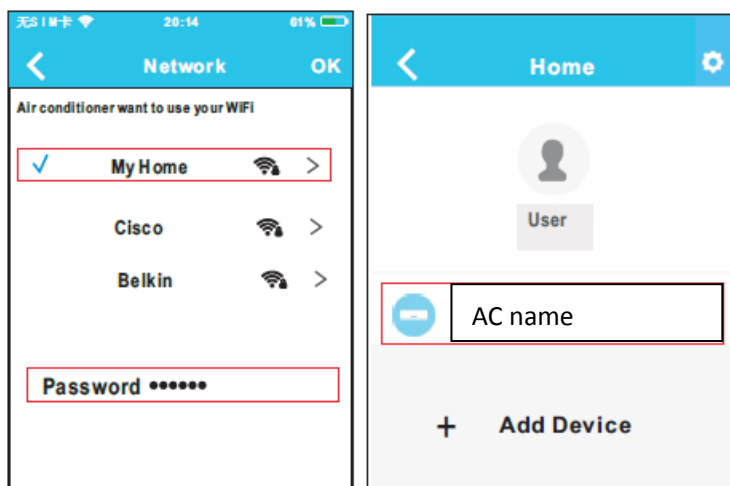 无SIM卡 20:14 61%
Network OK
Air conditioner want to use your WiFi
My Home
Cisco
Belkin
Password ••••••
Home
User
AC name
+ Add Device